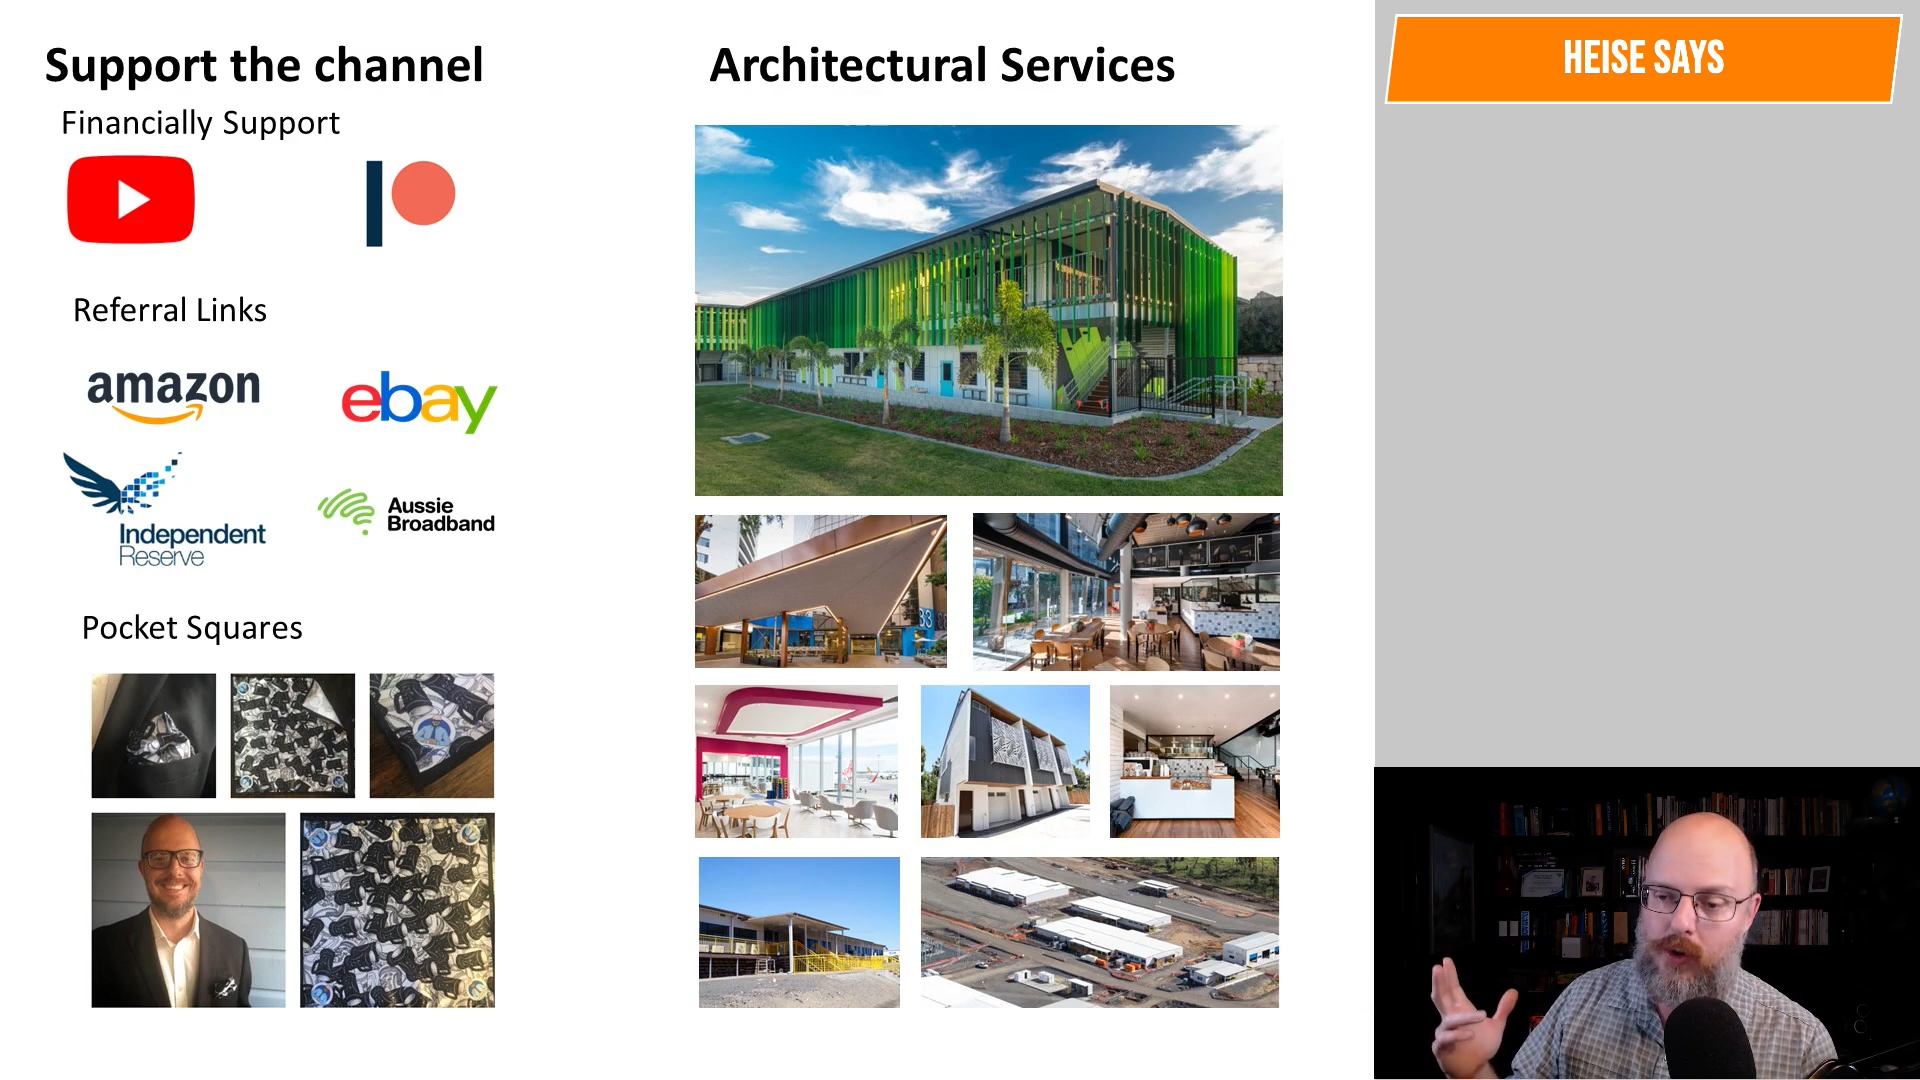 Support the channel
Financially Support
Referral Links
amazon
ebay
Independent
Reserve
Aussie
Broadband
Pocket Squares
Architectural Services
33
HEISE SAYS